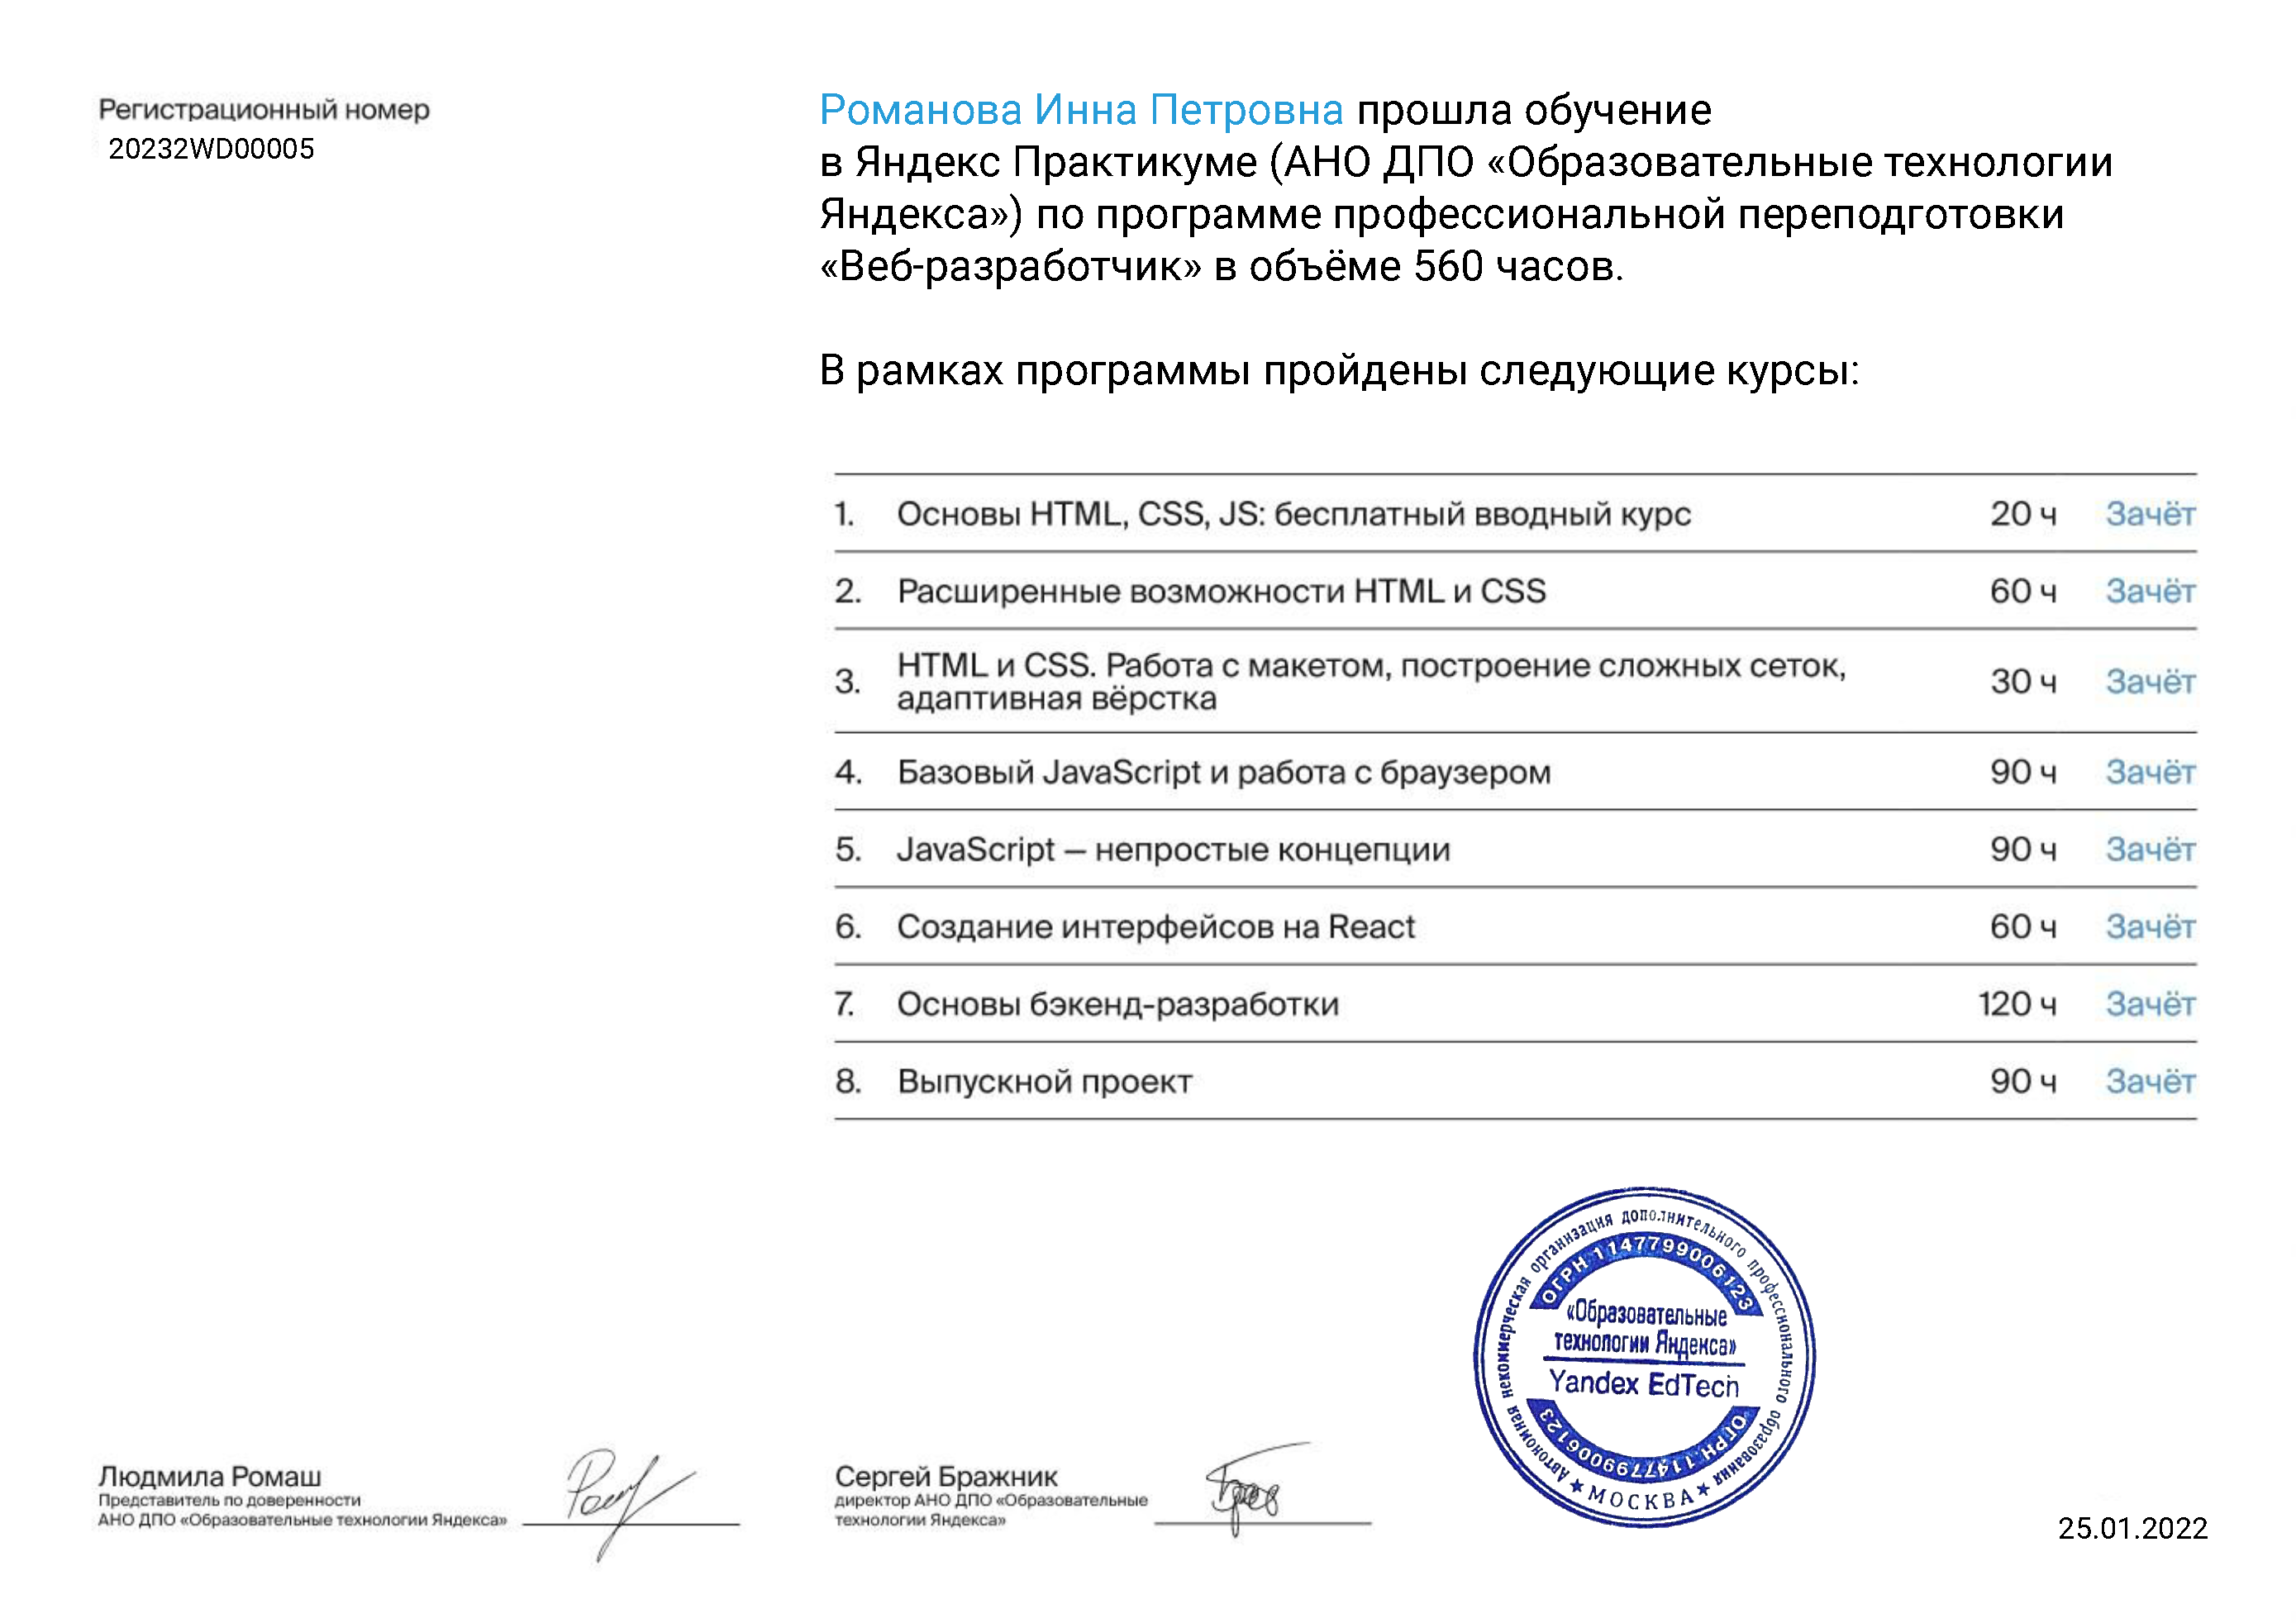 Регистрационный номер
20232WD00005
Романова Инна Петровна прошла обучение
в Яндекс Практикуме (АНО ДПО «Образовательные технологии
Яндекса») по программе профессиональной переподготовки
«Веб-разработчик» в объёме 560 часов.
В рамках программы пройдены следующие курсы:
1. Основы HTML, CSS, JS: бесплатный вводный курс 20 ч Зачёт
2. Расширенные возможности HTML и CSS 60 ч Зачёт
3. HTML и CSS. Работа с макетом, построение сложных сеток,
адаптивная вёрстка 30 ч Зачёт
4. Базовый JavaScript и работа с браузером 90 ч Зачёт
5. JavaScript — непростые концепции 90 ч Зачёт
6. Создание интерфейсов на React 60 ч Зачёт
7. Основы бэкенд-разработки 120 ч Зачёт
8. Выпускной проект 90 ч Зачёт
Автономная некоммерческая организация дополнительного профессионального образования
ОГРН 1147799006123
«Образовательные
технологии Яндекса»
Yandex EdTech
ОГРН 1147799006123
★ МОСКВА ★
Людмила Ромаш
Представитель по доверенности
АНО ДПО «Образовательные технологии Яндекса»
Сергей Бражник
директор АНО ДПО «Образовательные
технологии Яндекса»
25.01.2022